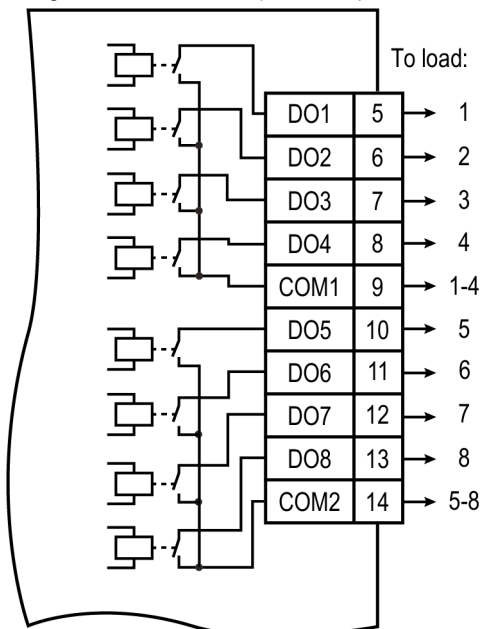 To load:
DO1 5 1
DO2 6 2
DO3 7 3
DO4 8 4
COM1 9 1-4
DO5 10 5
DO6 11 6
DO7 12 7
DO8 13 8
COM2 14 5-8